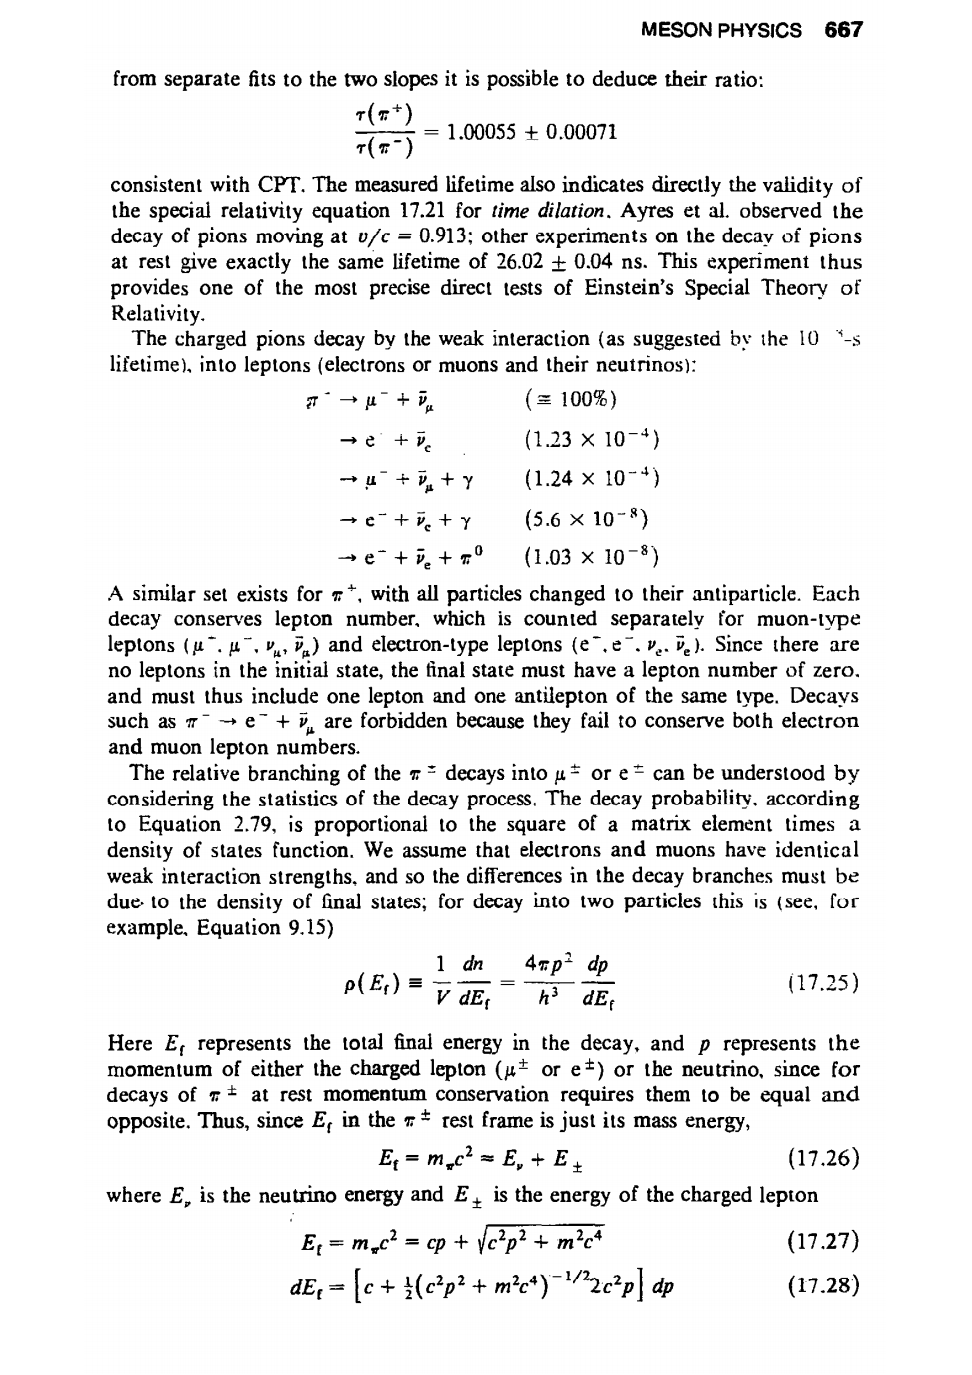 MESON PHYSICS 667
from separate fits to the two slopes it is possible to deduce their ratio:
τ(π⁺)/τ(π⁻) = 1.00055 ± 0.00071
consistent with CPT. The measured lifetime also indicates directly the validity of
the special relativity equation 17.21 for time dilation. Ayres et al. observed the
decay of pions moving at v/c = 0.913; other experiments on the decay of pions
at rest give exactly the same lifetime of 26.02 ± 0.04 ns. This experiment thus
provides one of the most precise direct tests of Einstein's Special Theory of
Relativity.
The charged pions decay by the weak interaction (as suggested by the 10 -s
lifetime), into leptons (electrons or muons and their neutrinos):
π⁻ → μ⁻ + ν̄_μ (≅ 100%)
→ e + ν̄_e (1.23 × 10⁻⁴)
→ μ⁻ + ν̄_μ + γ (1.24 × 10⁻⁴)
→ e⁻ + ν̄_e + γ (5.6 × 10⁻⁸)
→ e⁻ + ν̄_e + π⁰ (1.03 × 10⁻⁸)
A similar set exists for π⁺, with all particles changed to their antiparticle. Each
decay conserves lepton number, which is counted separately for muon-type
leptons (μ⁻, μ⁻, ν_μ, ν̄_μ) and electron-type leptons (e⁻, e⁻, ν_e, ν̄_e). Since there are
no leptons in the initial state, the final state must have a lepton number of zero.
and must thus include one lepton and one antilepton of the same type. Decays
such as π⁻ → e⁻ + ν̄_μ are forbidden because they fail to conserve both electron
and muon lepton numbers.
The relative branching of the π± decays into μ± or e± can be understood by
considering the statistics of the decay process. The decay probability, according
to Equation 2.79, is proportional to the square of a matrix element times a
density of states function. We assume that electrons and muons have identical
weak interaction strengths, and so the differences in the decay branches must be
due to the density of final states; for decay into two particles this is (see, for
example, Equation 9.15)
ρ(E_f) ≡ (1/V) (dn/dE_f) = (4πp²/h³) (dp/dE_f) (17.25)
Here E_f represents the total final energy in the decay, and p represents the
momentum of either the charged lepton (μ± or e±) or the neutrino, since for
decays of π± at rest momentum conservation requires them to be equal and
opposite. Thus, since E_f in the π± rest frame is just its mass energy,
E_f = m_πc² ≈ E_ν + E_± (17.26)
where E_ν is the neutrino energy and E_± is the energy of the charged lepton
E_f = m_πc² = cp + √(c²p² + m²c⁴) (17.27)
dE_f = [c + ½(c²p² + m²c⁴)^(−1/2) 2c²p] dp (17.28)